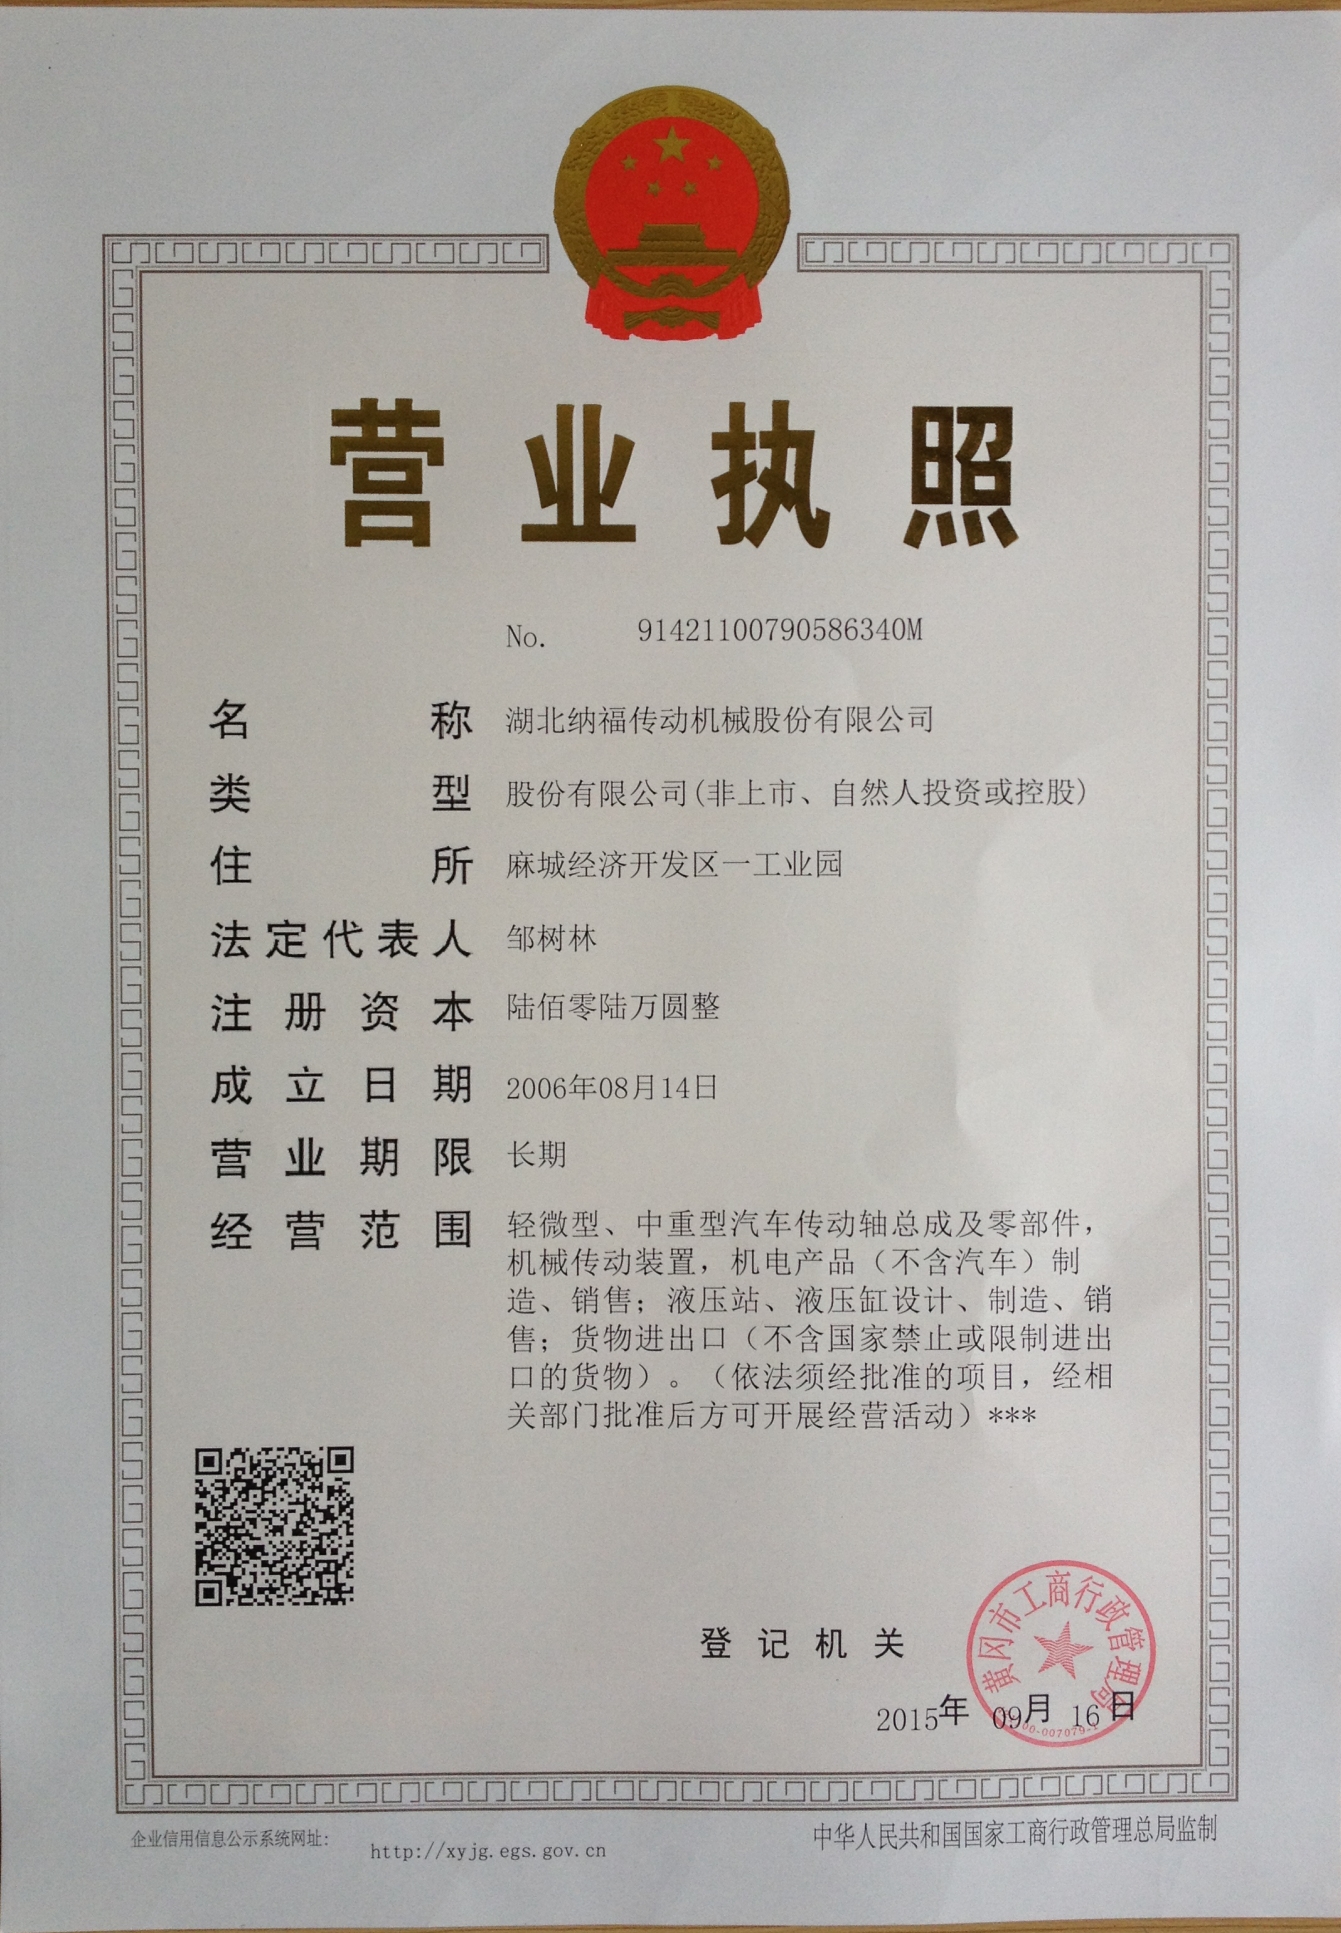 营业执照
No. 91421100790586340M
名称 湖北纳福传动机械股份有限公司
类型 股份有限公司(非上市、自然人投资或控股)
住所 麻城经济开发区一工业园
法定代表人 邹树林
注册资本 陆佰零陆万圆整
成立日期 2006年08月14日
营业期限 长期
经营范围 轻微型、中重型汽车传动轴总成及零部件，
机械传动装置，机电产品（不含汽车）制
造、销售；液压站、液压缸设计、制造、销
售；货物进出口（不含国家禁止或限制进出
口的货物）。（依法须经批准的项目，经相
关部门批准后方可开展经营活动）***
黄冈市工商行政管理局
登记机关
2015年 09月 16日
企业信用信息公示系统网址：
http://xyjg.egs.gov.cn
中华人民共和国国家工商行政管理总局监制